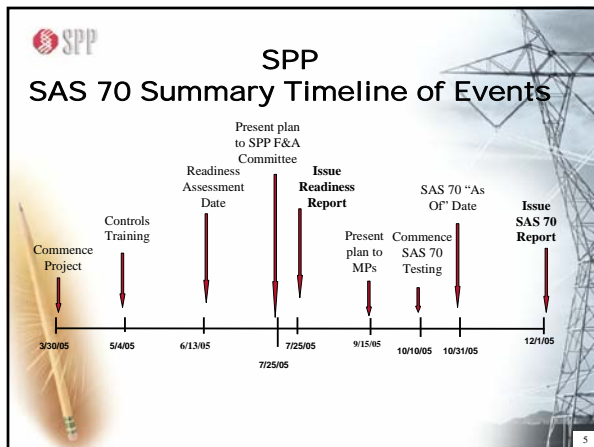 SPP
SPP
SAS 70 Summary Timeline of Events
Present plan
to SPP F&A
Committee
Readiness
Assessment
Date
Issue
Readiness
Report
SAS 70 "As
Of" Date
Issue
SAS 70
Report
Controls
Training
Commence
Project
Present
plan to
MPs
Commence
SAS 70
Testing
3/30/05
5/4/05
6/13/05
7/25/05
7/25/05
9/15/05
10/10/05
10/31/05
12/1/05
5